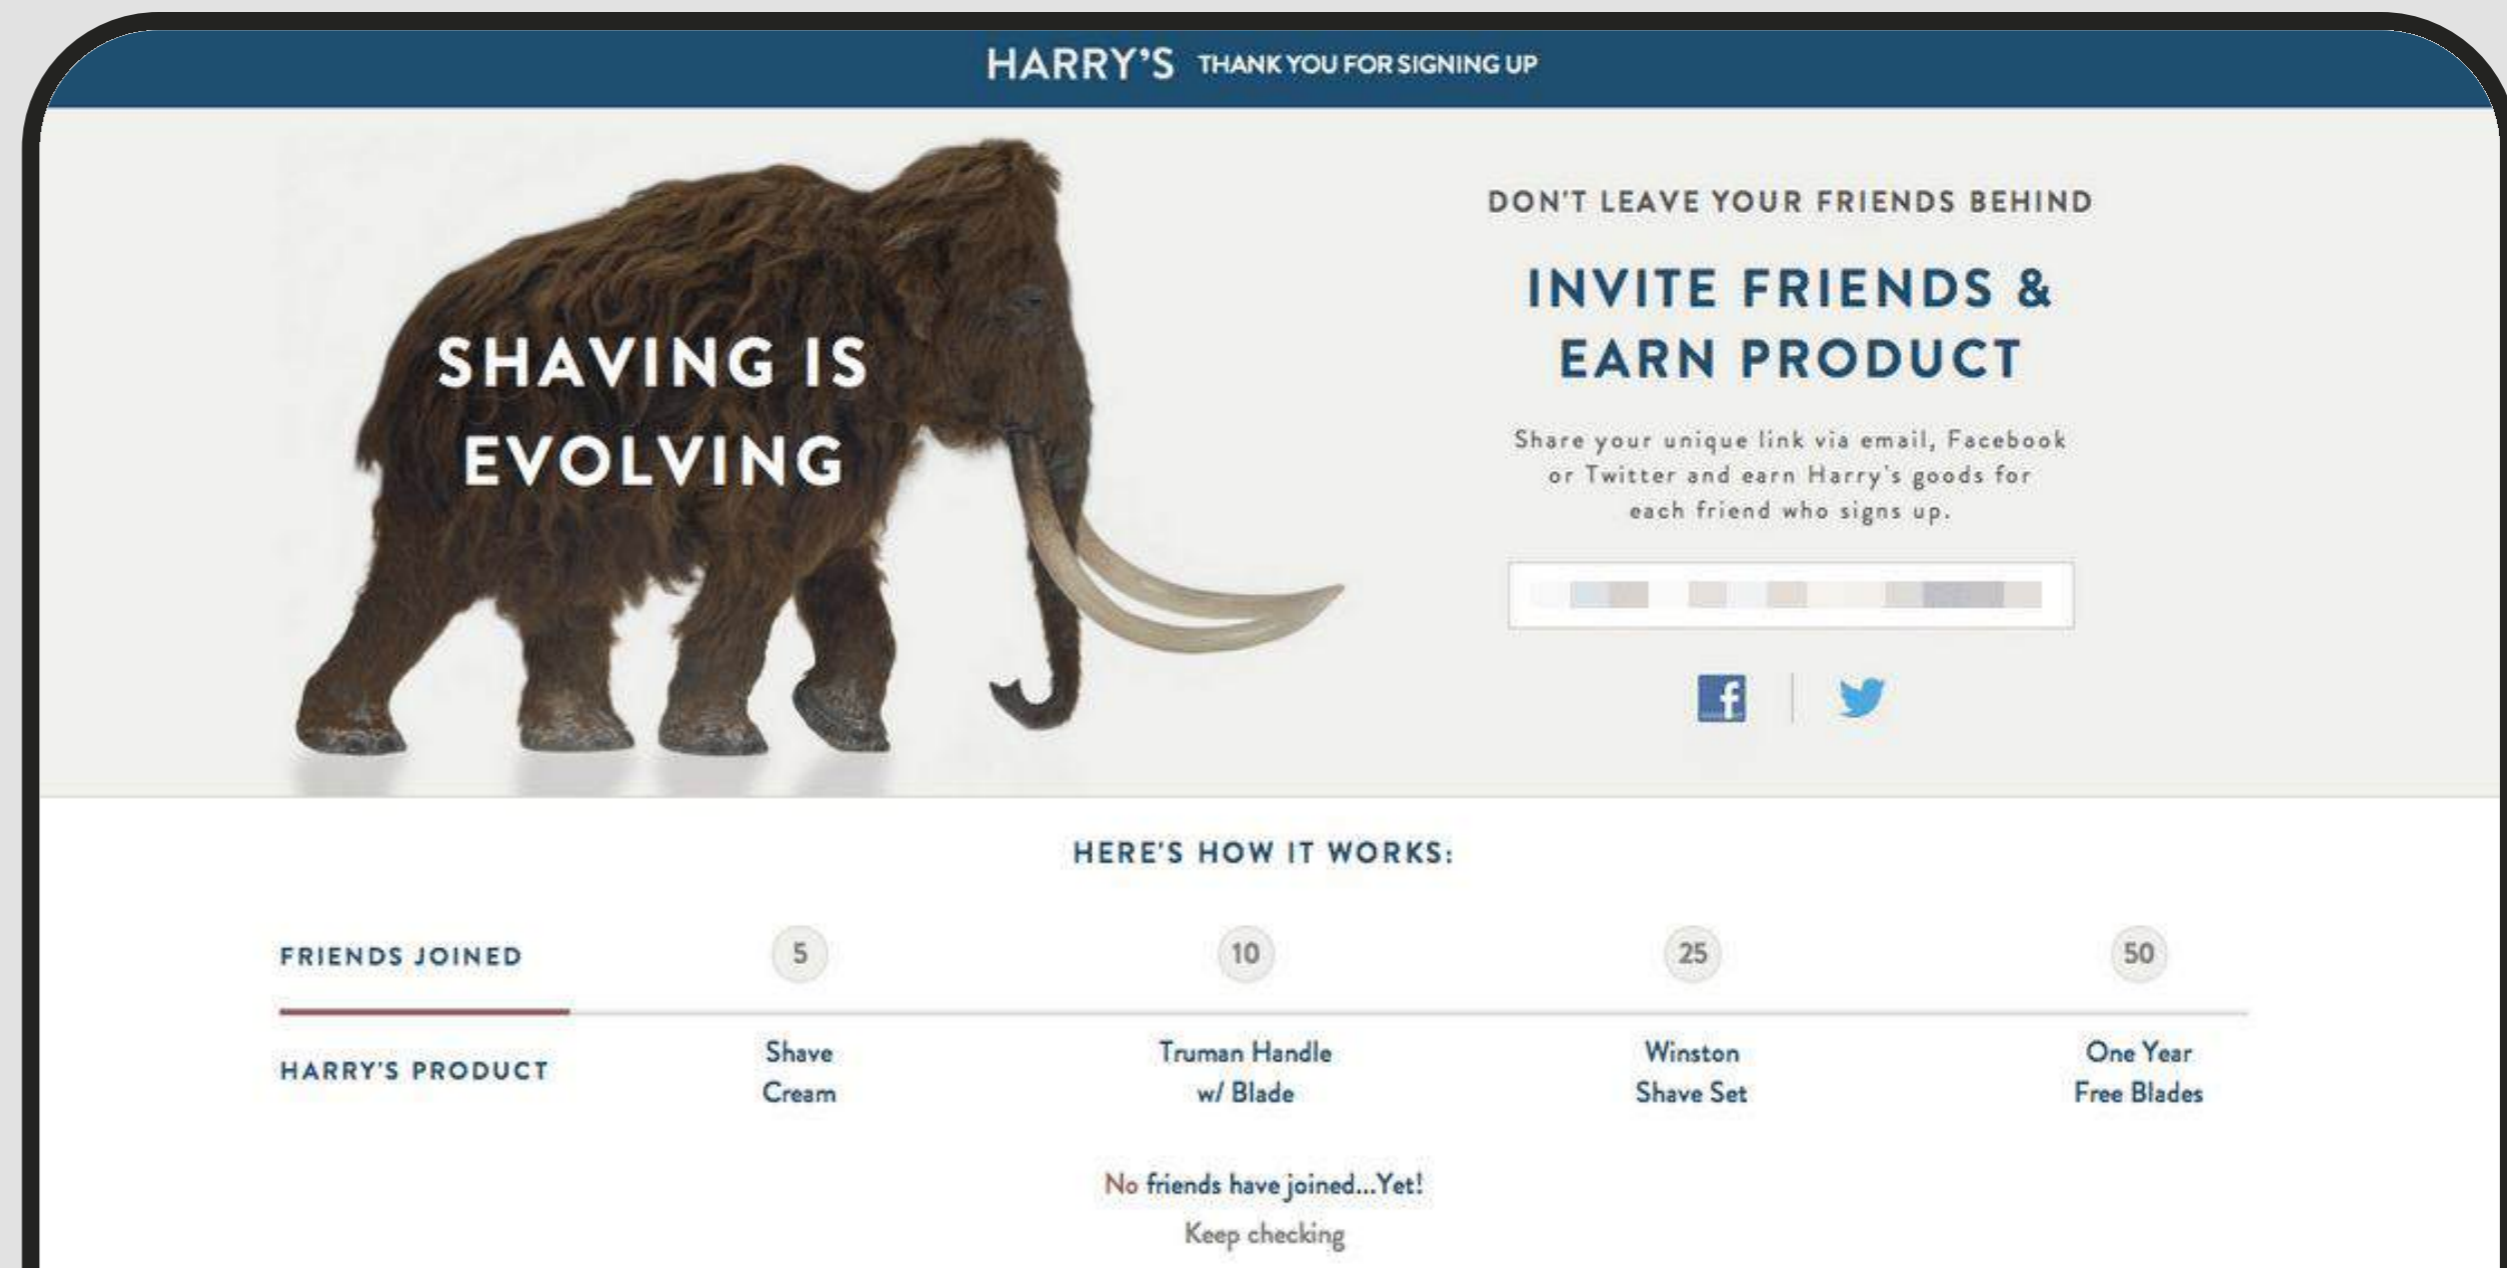 HARRY'S THANK YOU FOR SIGNING UP
SHAVING IS
EVOLVING
DON'T LEAVE YOUR FRIENDS BEHIND
INVITE FRIENDS &
EARN PRODUCT
Share your unique link via email, Facebook
or Twitter and earn Harry's goods for
each friend who signs up.
f
HERE'S HOW IT WORKS:
FRIENDS JOINED 5 10 25 50
HARRY'S PRODUCT
Shave
Cream
Truman Handle
w/ Blade
Winston
Shave Set
One Year
Free Blades
No friends have joined...Yet!
Keep checking